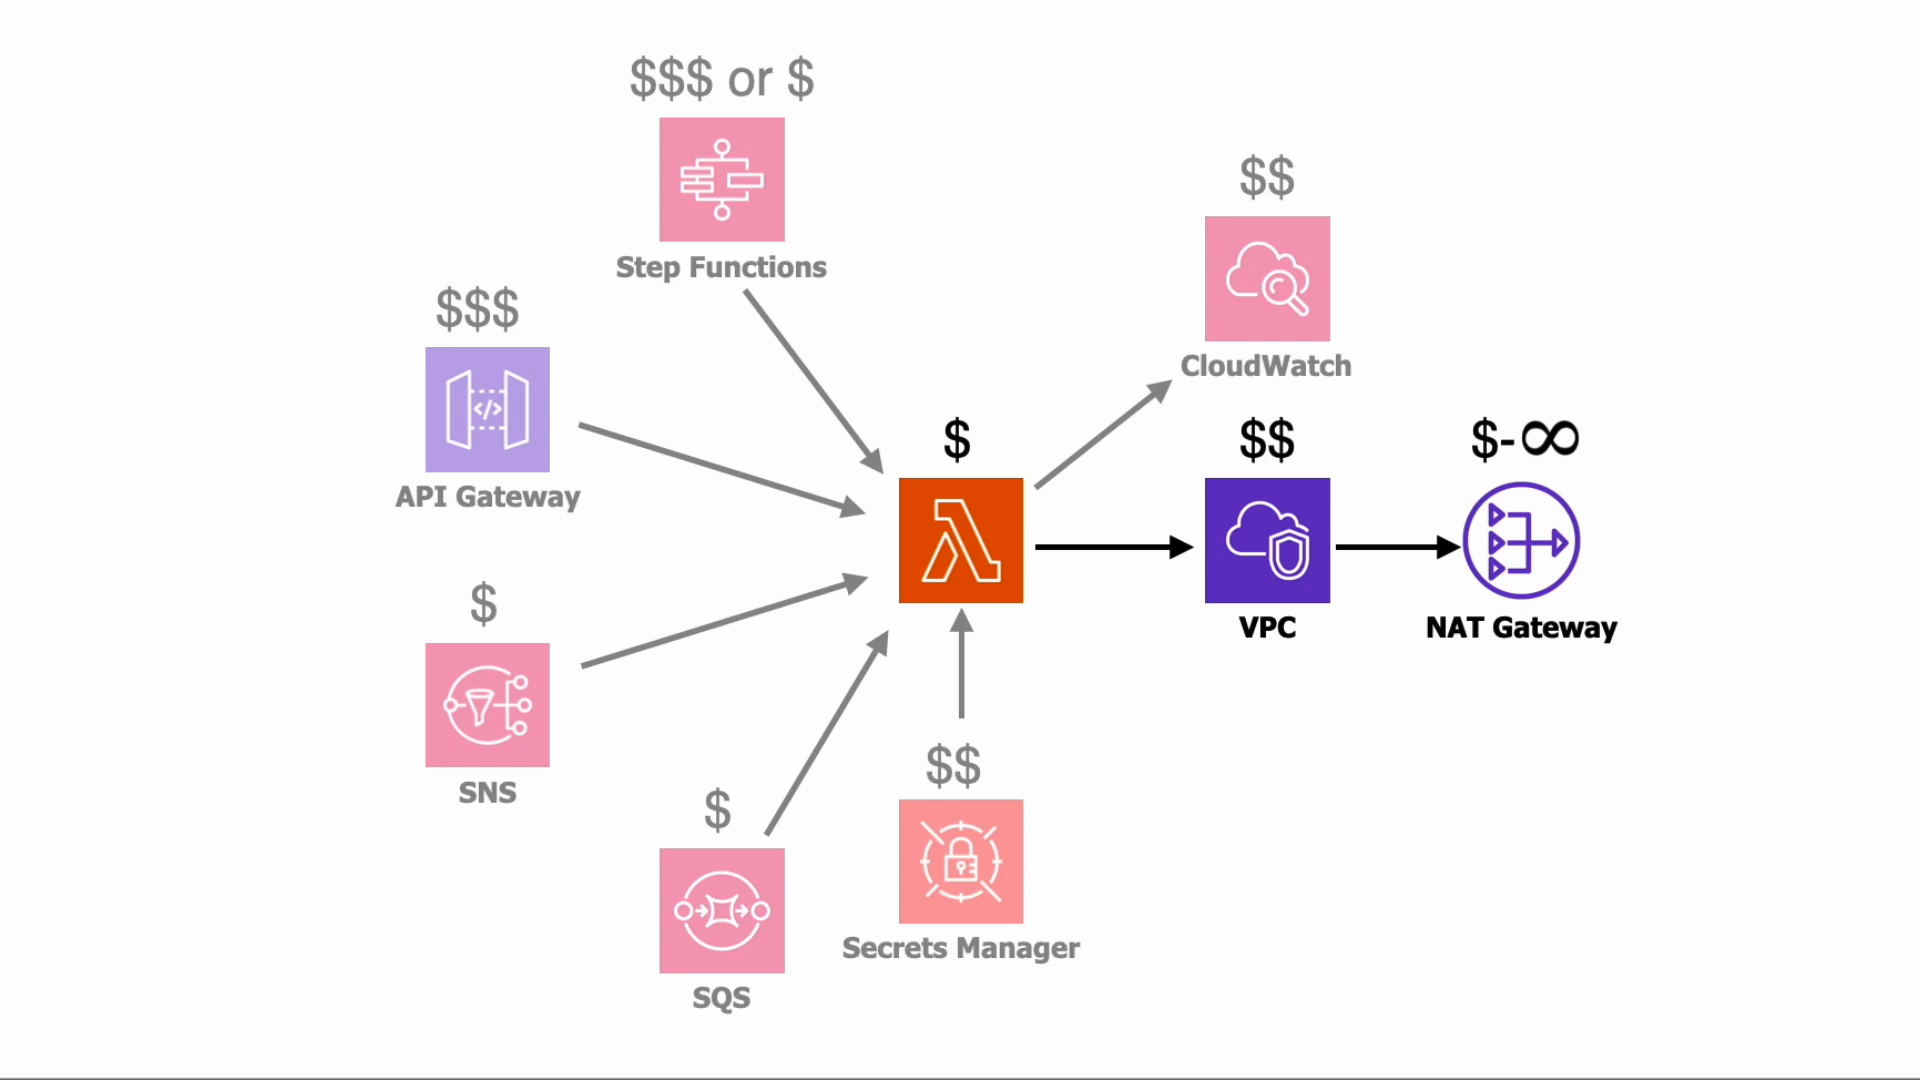 $$$ or $
Step Functions
$$
CloudWatch
$$$
</>
API Gateway
$
$$
VPC
$-∞
NAT Gateway
$
SNS
$
SQS
$$
Secrets Manager